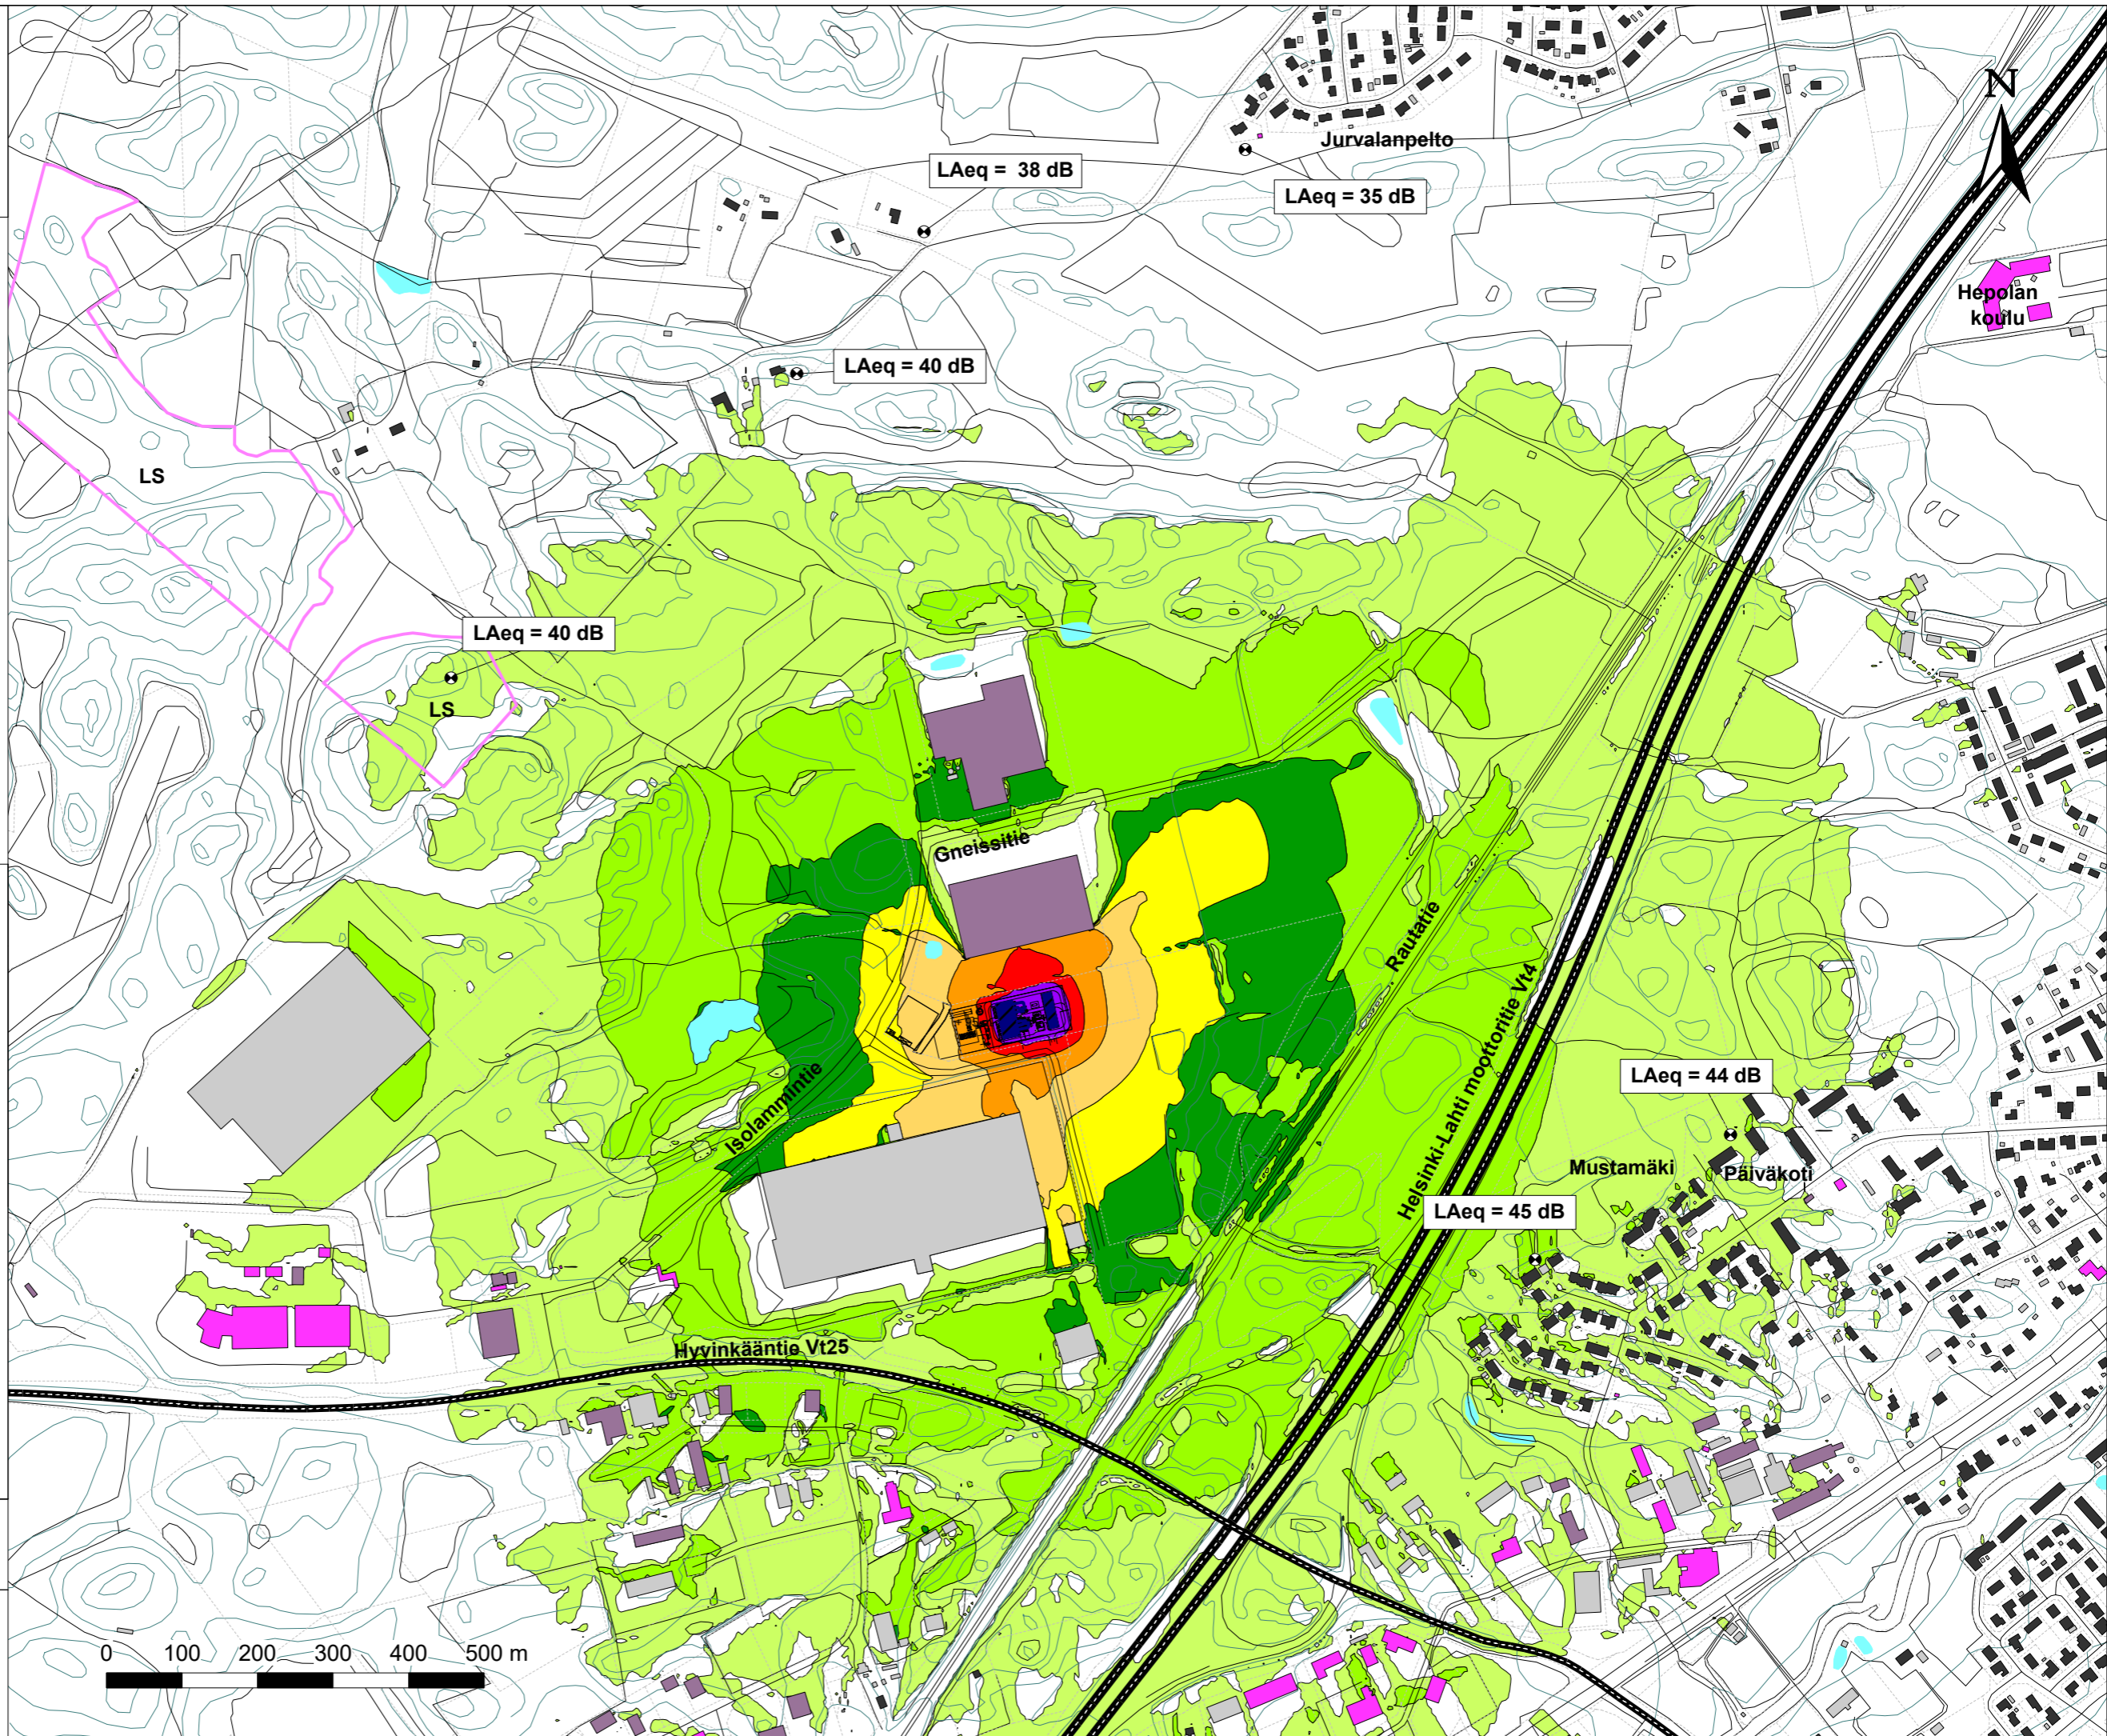 N
Jurvalanpelto
LAeq = 38 dB
LAeq = 35 dB
Hepolan
koulu
LAeq = 40 dB
LS
LAeq = 40 dB
LS
Gneissitie
Rautatie
Helsinki-Lahti moottoritie Vt4
LAeq = 44 dB
Isolammintie
Mustamäki
Päiväkoti
LAeq = 45 dB
Hyvinkääntie Vt25
0 100 200 300 400 500 m